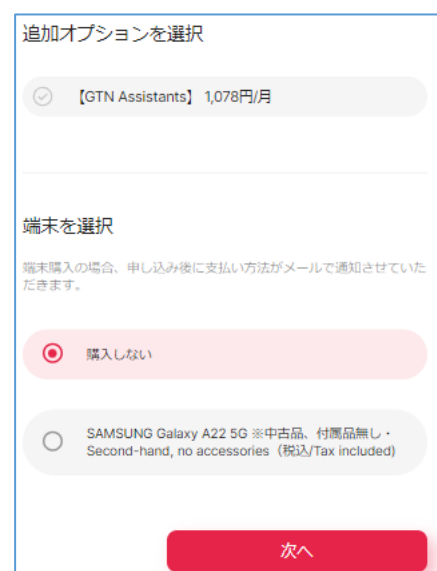 追加オプションを選択
【GTN Assistants】 1,078円/月
端末を選択
端末購入の場合、申し込み後に支払い方法がメールで通知させていた
だきます。
購入しない
SAMSUNG Galaxy A22 5G ※中古品、付属品無し・
Second-hand, no accessories（税込/Tax included)
次へ